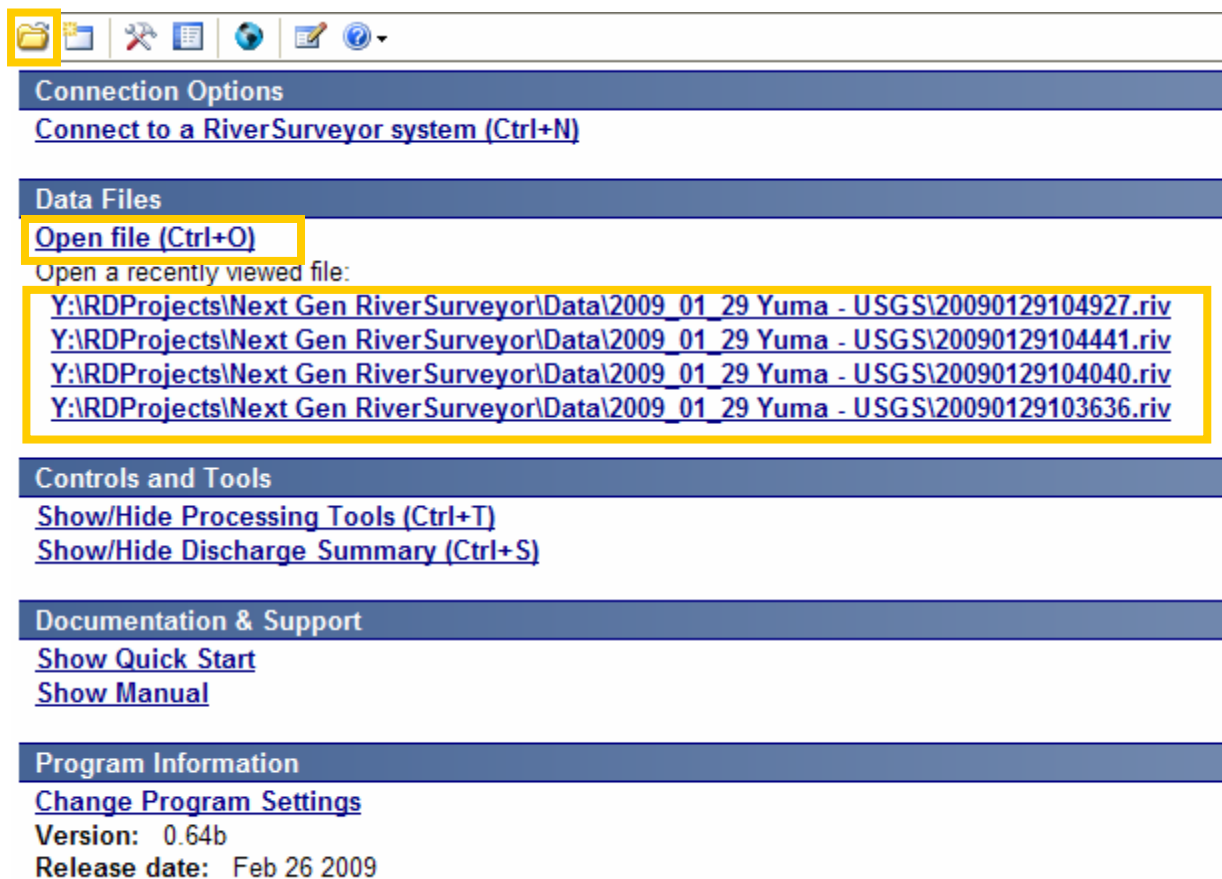 Connection Options
Connect to a RiverSurveyor system (Ctrl+N)
Data Files
Open file (Ctrl+O)
Open a recently viewed file:
Y:\RDProjects\Next Gen RiverSurveyor\Data\2009_01_29 Yuma - USGS\20090129104927.riv
Y:\RDProjects\Next Gen RiverSurveyor\Data\2009_01_29 Yuma - USGS\20090129104441.riv
Y:\RDProjects\Next Gen RiverSurveyor\Data\2009_01_29 Yuma - USGS\20090129104040.riv
Y:\RDProjects\Next Gen RiverSurveyor\Data\2009_01_29 Yuma - USGS\20090129103636.riv
Controls and Tools
Show/Hide Processing Tools (Ctrl+T)
Show/Hide Discharge Summary (Ctrl+S)
Documentation & Support
Show Quick Start
Show Manual
Program Information
Change Program Settings
Version: 0.64b
Release date: Feb 26 2009